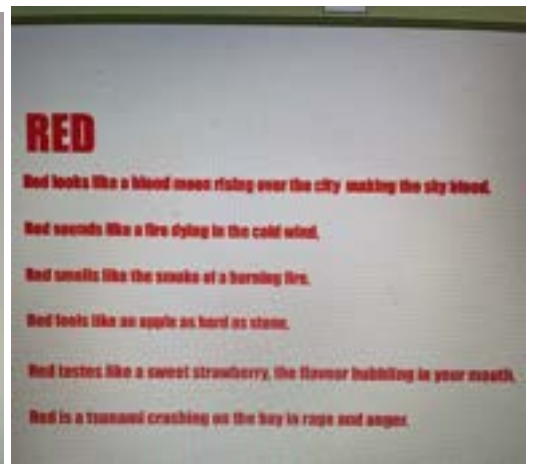 RED
Red looks like a blood moon rising over the city making the sky bleed.
Red sounds like a fire dying in the cold wind.
Red smells like the smoke of a burning fire.
Red feels like an apple as hard as stone.
Red tastes like a sweet strawberry, the flavour bubbling in your mouth.
Red is a tsunami crashing on the bay in rage and anger.